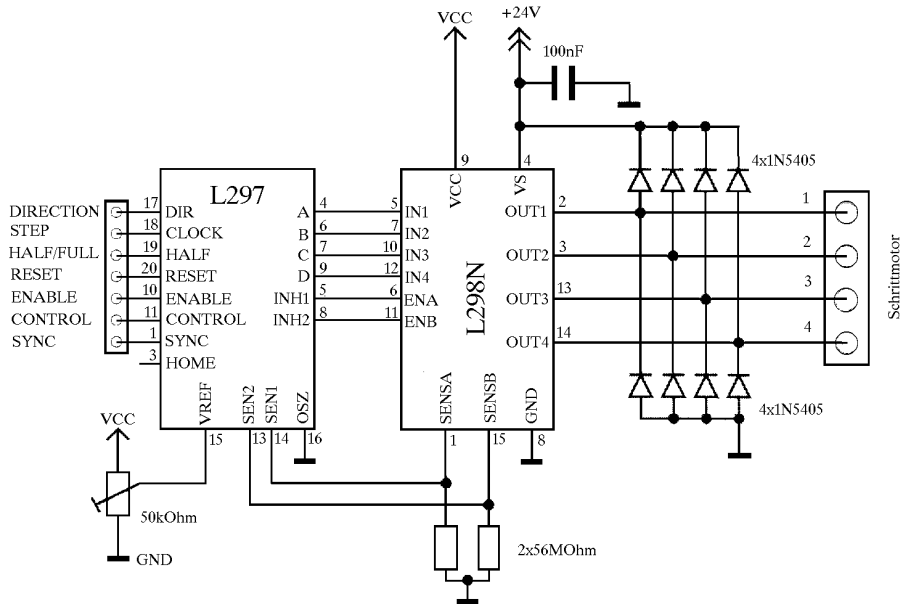 VCC
+24V
100nF
4x1N5405
L297
DIRECTION 17 DIR
STEP 18 CLOCK
HALF/FULL 19 HALF
RESET 20 RESET
ENABLE 10 ENABLE
CONTROL 11 CONTROL
SYNC 1 SYNC
3 HOME
A 4
B 6
C 7
D 9
INH1 5
INH2 8
VREF 15
SEN2 13
SEN1 14
OSZ 16
L298N
9 VCC
4 VS
5 IN1
7 IN2
10 IN3
12 IN4
6 ENA
11 ENB
OUT1 2
OUT2 3
OUT3 13
OUT4 14
SENSA 1
SENSB 15
GND 8
1
2
3
4
Schrittmotor
4x1N5405
VCC
50kOhm
GND
2x56MOhm